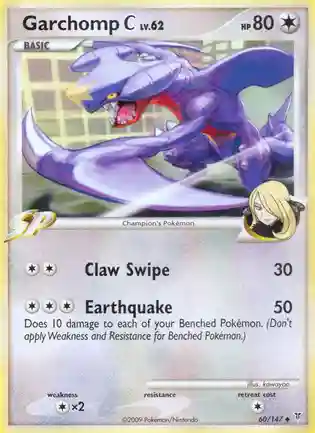 Garchomp C LV.62 HP 80
BASIC
Champion's Pokémon
Claw Swipe 30
Earthquake 50
Does 10 damage to each of your Benched Pokémon. (Don't
apply Weakness and Resistance for Benched Pokémon.)
illus. kawayoo
weakness resistance retreat cost
×2
©2009 Pokémon/Nintendo 60/147